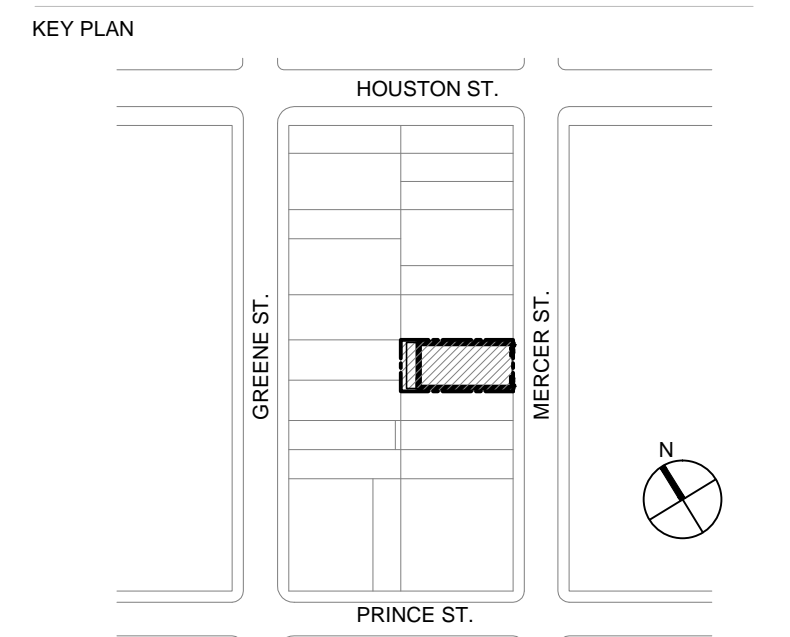 KEY PLAN
HOUSTON ST.
GREENE ST.
MERCER ST.
N
PRINCE ST.